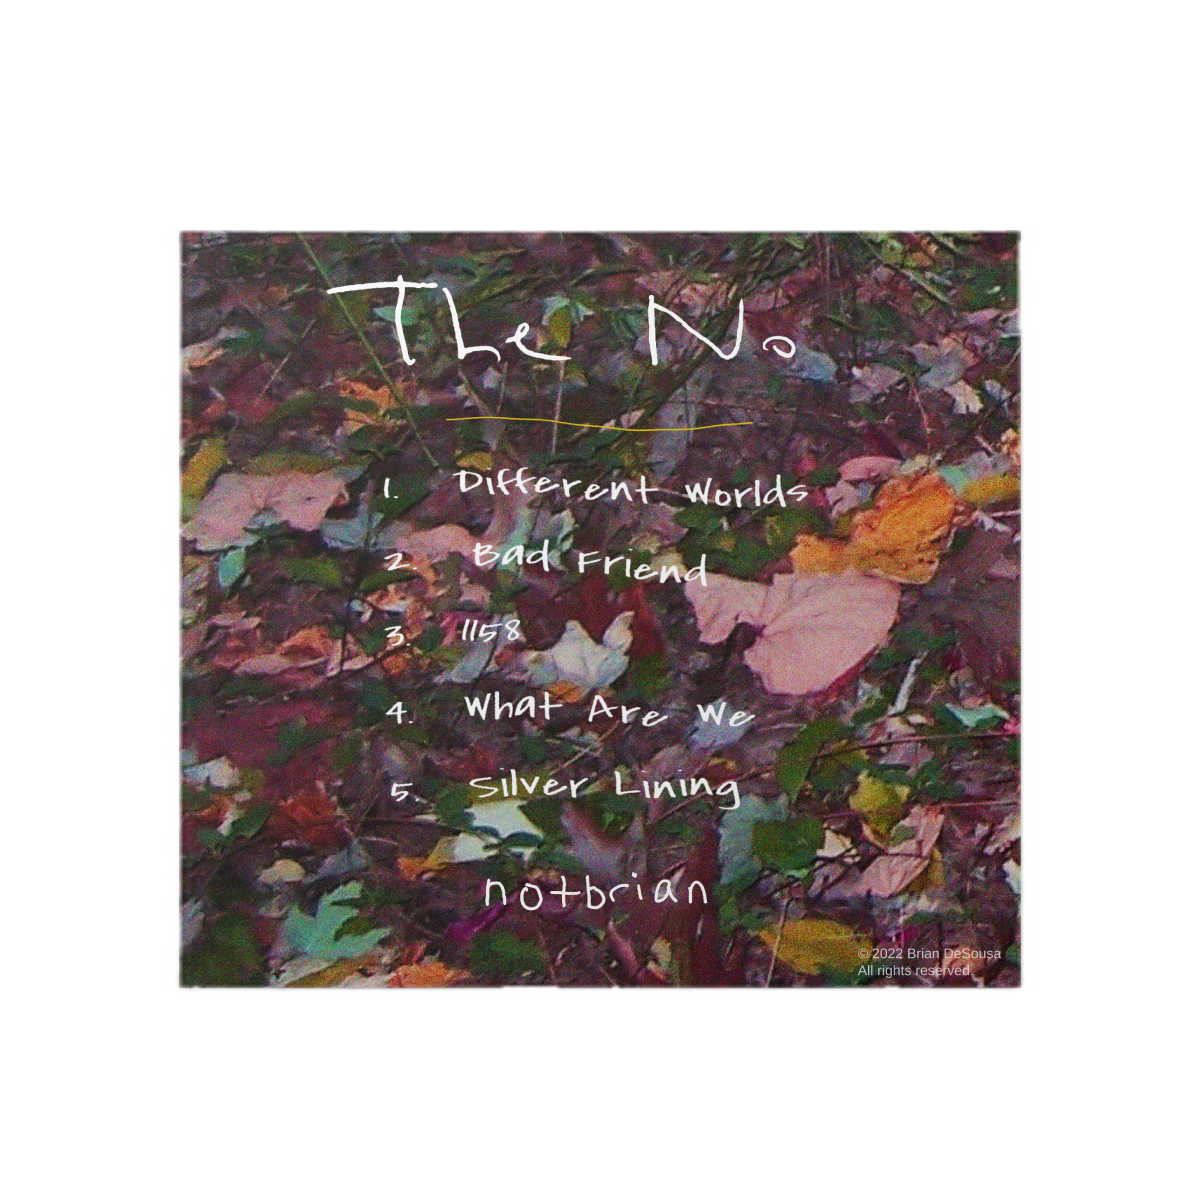 The No
1. Different Worlds
2. Bad Friend
3. 1158
4. What Are We
5. Silver Lining
notbrian
© 2022 Brian DeSousa
All rights reserved.